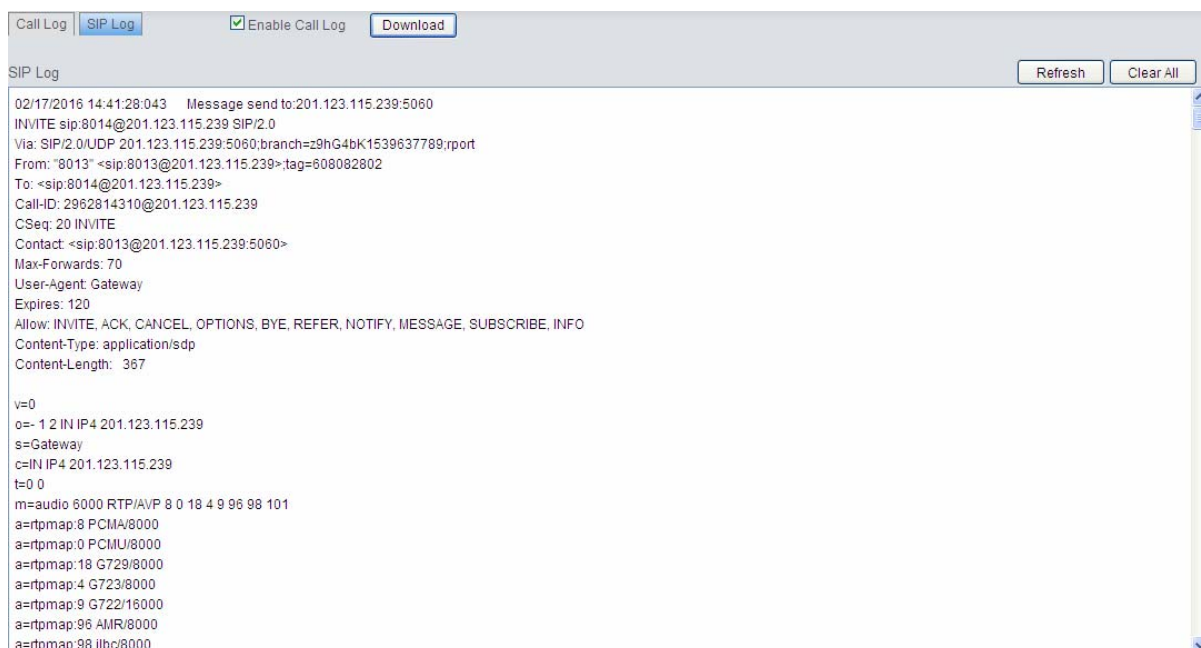 Call Log SIP Log Enable Call Log Download
SIP Log Refresh Clear All
02/17/2016 14:41:28:043 Message send to:201.123.115.239:5060
INVITE sip:8014@201.123.115.239 SIP/2.0
Via: SIP/2.0/UDP 201.123.115.239:5060;branch=z9hG4bK1539637789;rport
From: "8013" <sip:8013@201.123.115.239>;tag=608082802
To: <sip:8014@201.123.115.239>
Call-ID: 2962814310@201.123.115.239
CSeq: 20 INVITE
Contact: <sip:8013@201.123.115.239:5060>
Max-Forwards: 70
User-Agent: Gateway
Expires: 120
Allow: INVITE, ACK, CANCEL, OPTIONS, BYE, REFER, NOTIFY, MESSAGE, SUBSCRIBE, INFO
Content-Type: application/sdp
Content-Length: 367
v=0
o=- 1 2 IN IP4 201.123.115.239
s=Gateway
c=IN IP4 201.123.115.239
t=0 0
m=audio 6000 RTP/AVP 8 0 18 4 9 96 98 101
a=rtpmap:8 PCMA/8000
a=rtpmap:0 PCMU/8000
a=rtpmap:18 G729/8000
a=rtpmap:4 G723/8000
a=rtpmap:9 G722/16000
a=rtpmap:96 AMR/8000
a=rtpmap:98 ilbc/8000